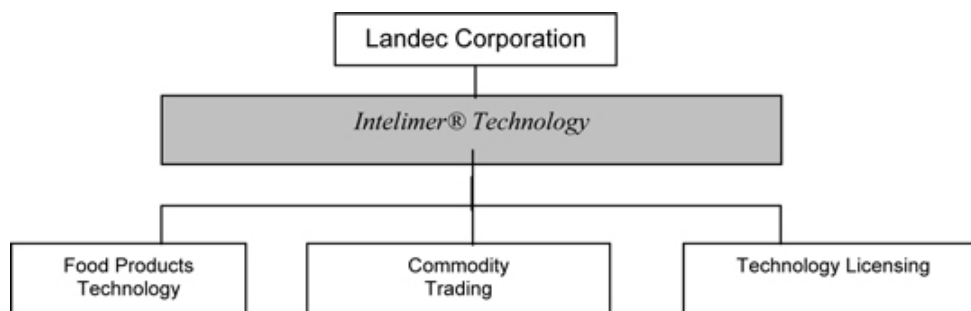 Landec Corporation
Intelimer® Technology
Food Products
Technology
Commodity
Trading
Technology Licensing